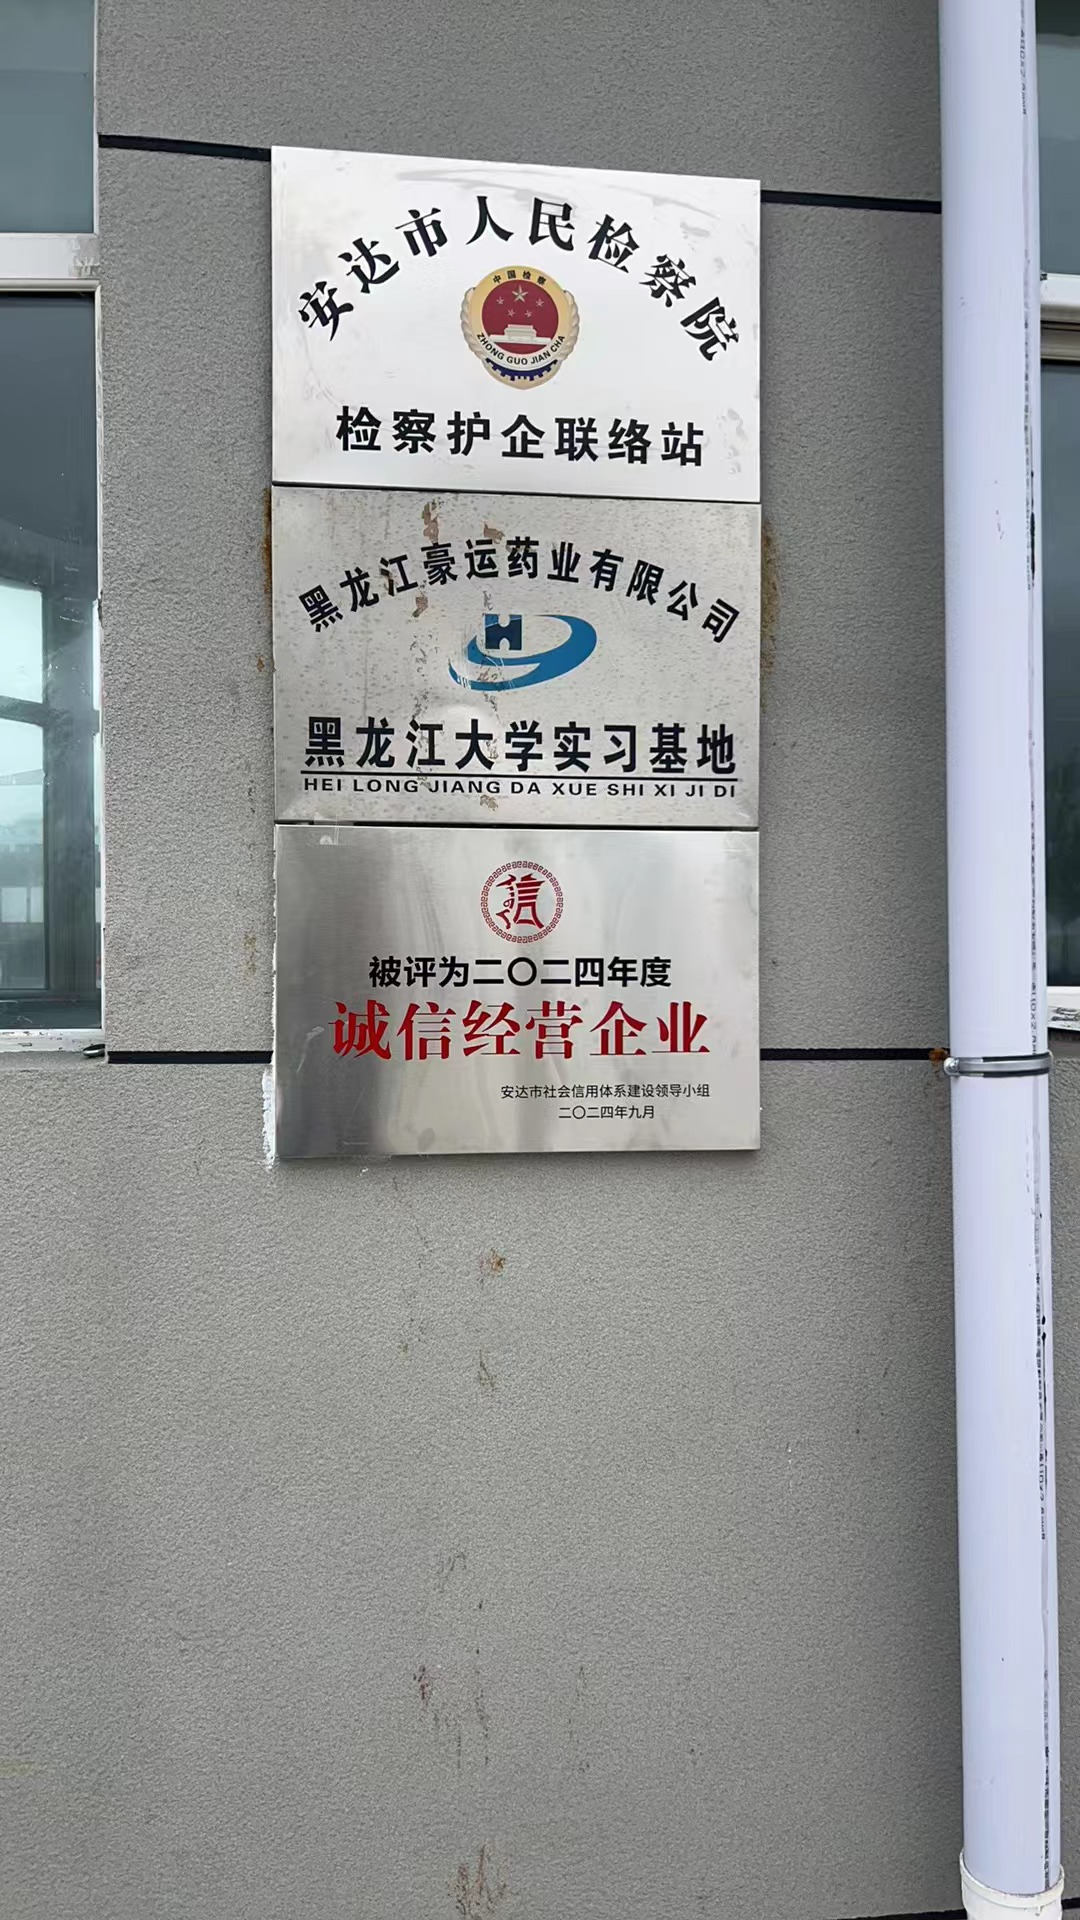 安达市人民检察院
中国检察
ZHONG GUO JIAN CHA
检察护企联络站
黑龙江豪运药业有限公司
黑龙江大学实习基地
HEI LONG JIANG DA XUE SHI XI JI DI
信
被评为二〇二四年度
诚信经营企业
安达市社会信用体系建设领导小组
二〇二四年九月